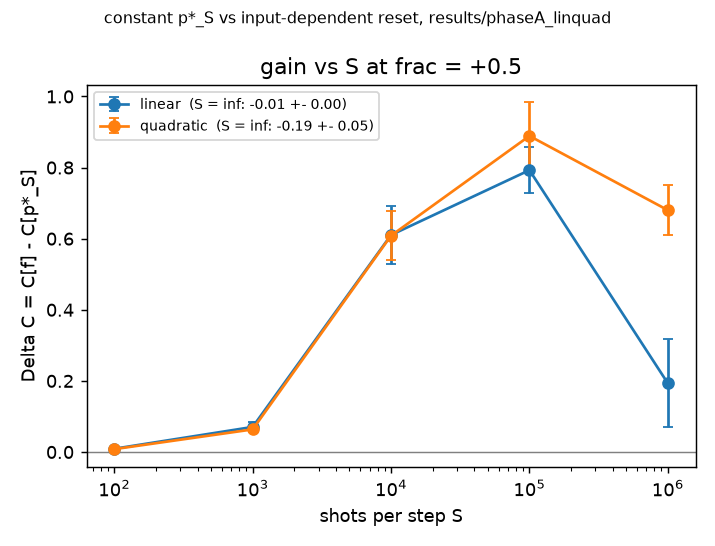 constant p*_S vs input-dependent reset, results/phaseA_linquad
gain vs S at frac = +0.5
linear  (S = inf: -0.01 +- 0.00)
quadratic  (S = inf: -0.19 +- 0.05)
Delta C = C[f] - C[p*_S]
1.0
0.8
0.6
0.4
0.2
0.0
10^2
10^3
10^4
10^5
10^6
shots per step S